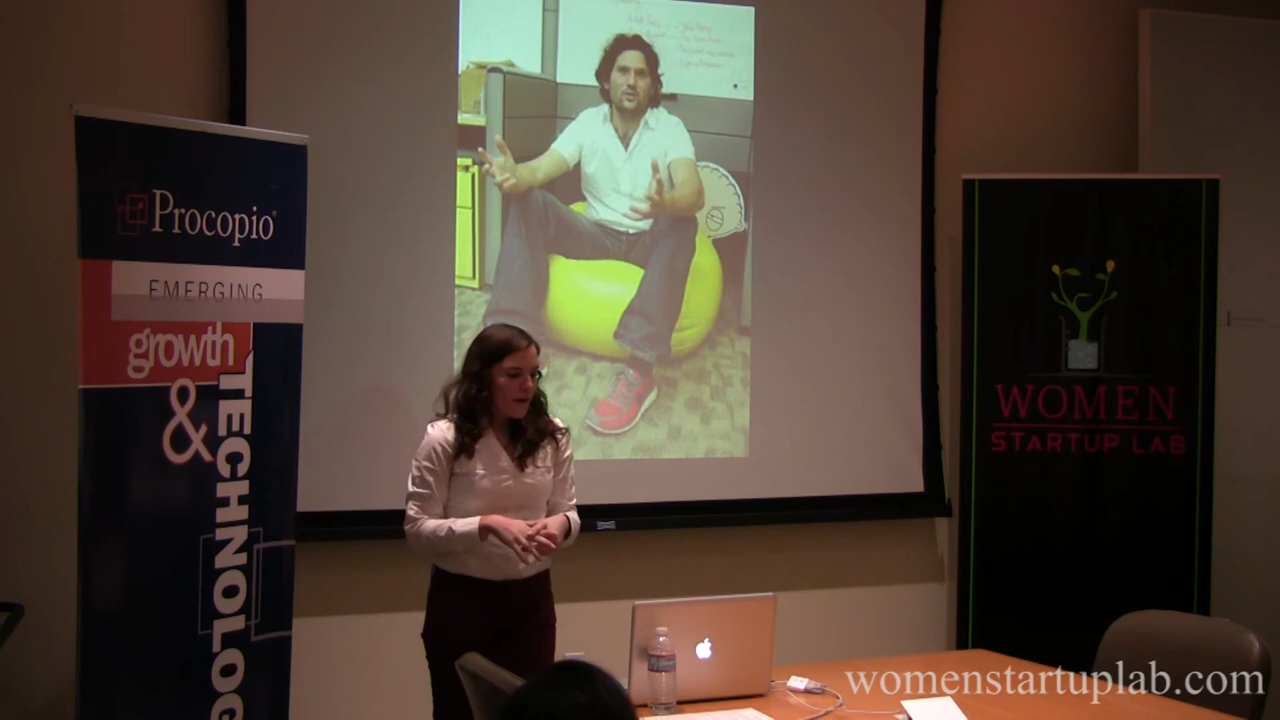 Procopio
EMERGING
growth
&
TECHNOLOG
WOMEN
STARTUP LAB
womenstartuplab.com